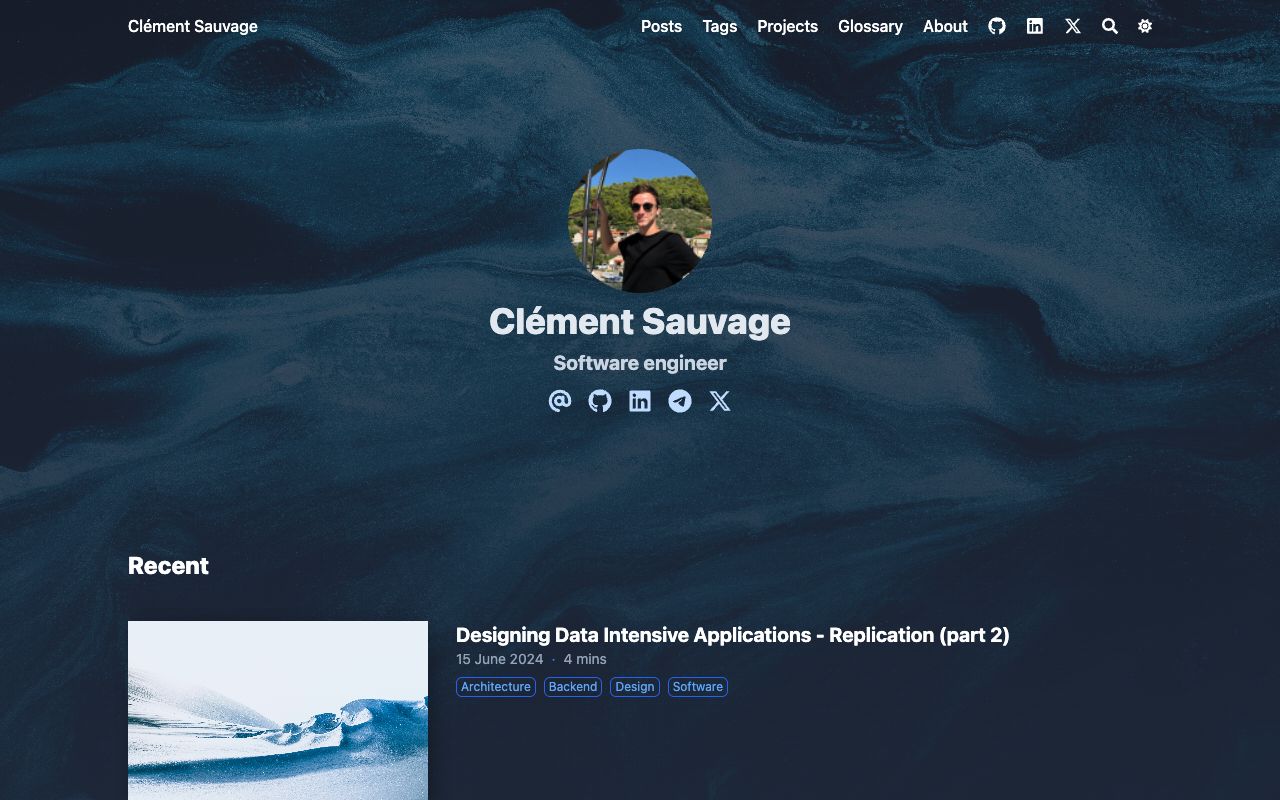 Clément Sauvage
Posts Tags Projects Glossary About
Clément Sauvage
Software engineer
Recent
Designing Data Intensive Applications - Replication (part 2)
15 June 2024 · 4 mins
Architecture Backend Design Software